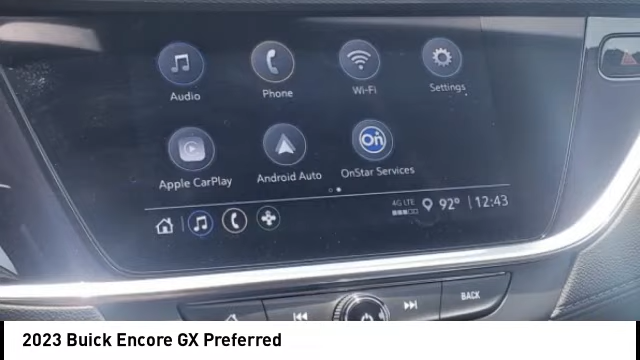 Audio
Phone
Wi-Fi
Settings
Apple CarPlay
Android Auto
On
OnStar Services
4G LTE
92° 12:43
BACK
2023 Buick Encore GX Preferred